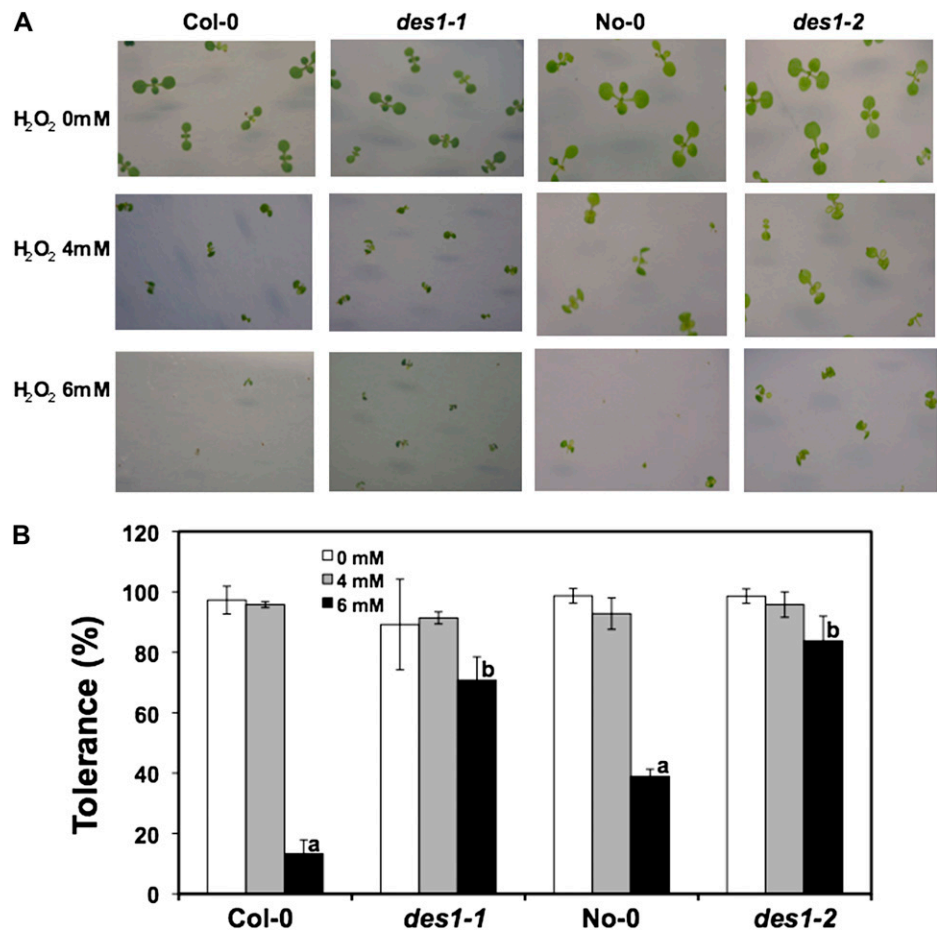 A
Col-0 des1-1 No-0 des1-2
H2O2 0mM
H2O2 4mM
H2O2 6mM
B
Tolerance (%)
120
100
80
60
40
20
0
0 mM
4 mM
6 mM
a
b
a
b
Col-0 des1-1 No-0 des1-2